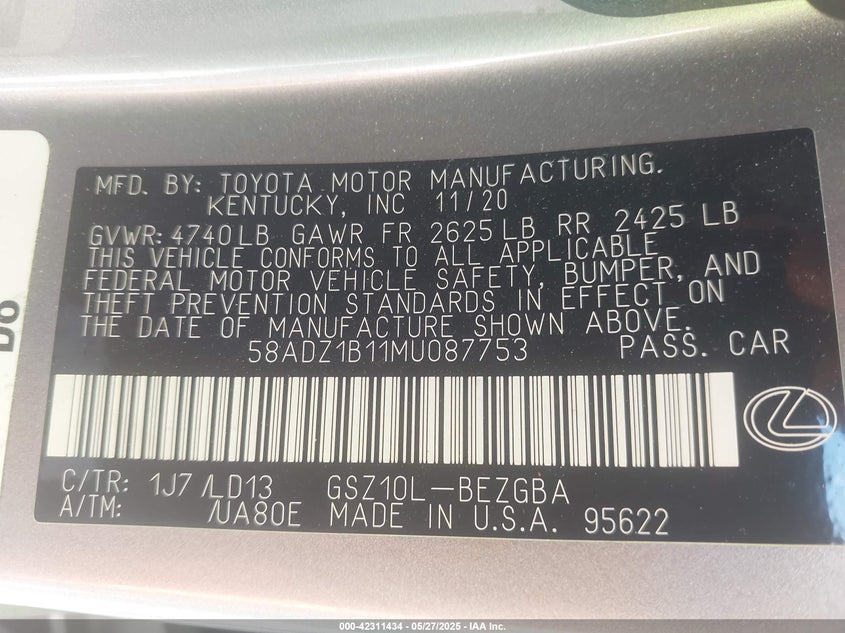 MFD. BY: TOYOTA MOTOR MANUFACTURING.
KENTUCKY, INC 11/20
GVWR: 4740LB GAWR FR 2625LB RR 2425 LB
THIS VEHICLE CONFORMS TO ALL APPLICABLE
FEDERAL MOTOR VEHICLE SAFETY, BUMPER, AND
THEFT PREVENTION STANDARDS IN EFFECT ON
THE DATE OF MANUFACTURE SHOWN ABOVE.
58ADZ1B11MU087753 PASS. CAR
C/TR: 1J7 /LD13 GSZ10L-BEZGBA
A/TM: /UA80E MADE IN U.S.A. 95622
000-42311434 / 05/27/2025 - IAA Inc.